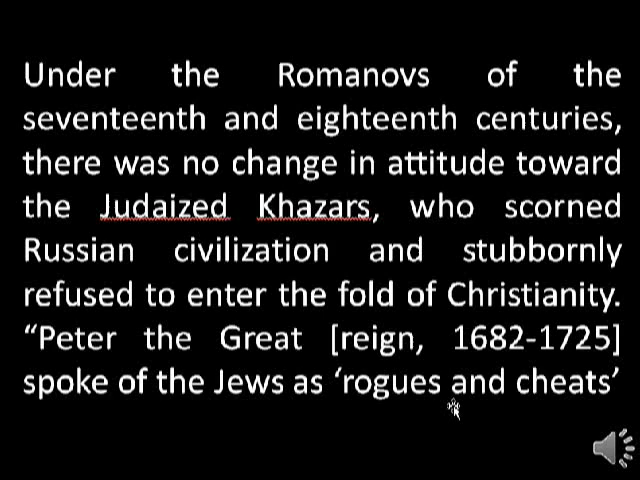 Under the Romanovs of the
seventeenth and eighteenth centuries,
there was no change in attitude toward
the Judaized Khazars, who scorned
Russian civilization and stubbornly
refused to enter the fold of Christianity.
“Peter the Great [reign, 1682-1725]
spoke of the Jews as ‘rogues and cheats’